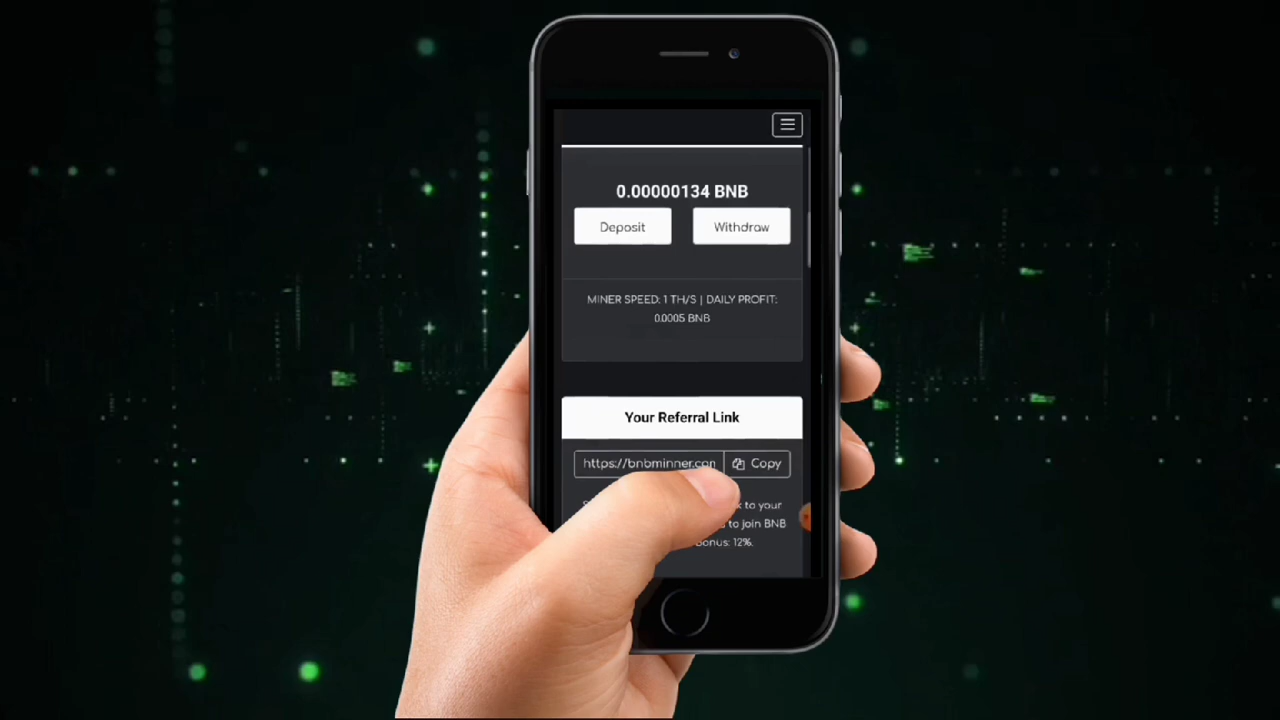 0.00000134 BNB
Deposit Withdraw
MINER SPEED: 1 TH/S | DAILY PROFIT:
0.0005 BNB
Your Referral Link
https://bnbminner.con Copy
to your
to join BNB
12%.